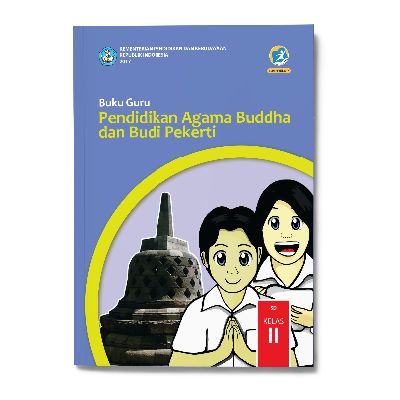 KEMENTERIAN PENDIDIKAN DAN KEBUDAYAAN
REPUBLIK INDONESIA
2017
Buku Guru
Pendidikan Agama Buddha
dan Budi Pekerti
SD
KELAS
II